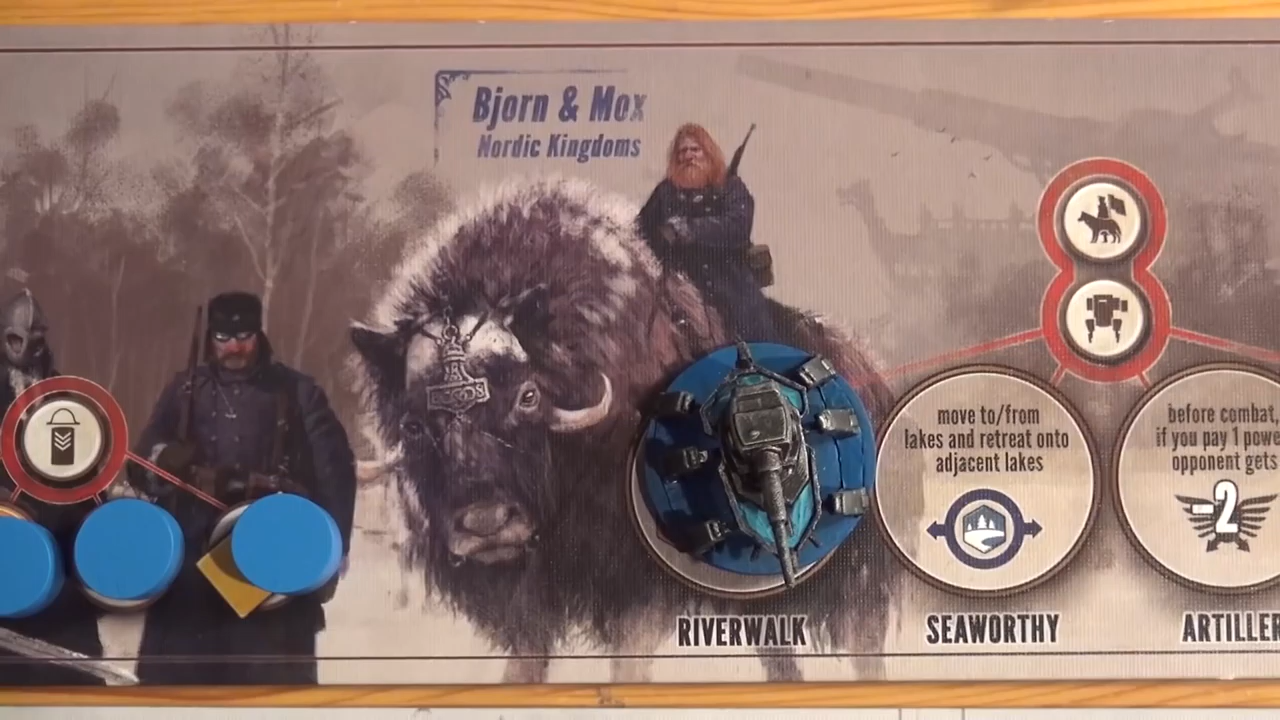 Bjorn & Mox
Nordic Kingdoms
move to/from
lakes and retreat onto
adjacent lakes
before combat,
if you pay 1 powe
opponent gets
-2
RIVERWALK
SEAWORTHY
ARTILLER